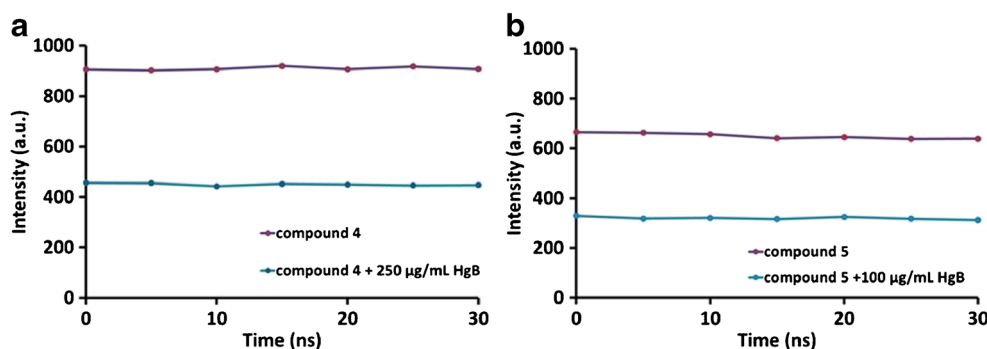 a
1000
800
600
400
200
0
Intensity (a.u.)
compound 4
compound 4 + 250 µg/mL HgB
0 10 20 30
Time (ns)
b
1000
800
600
400
200
0
Intensity (a.u.)
compound 5
compound 5 +100 µg/mL HgB
0 10 20 30
Time (ns)